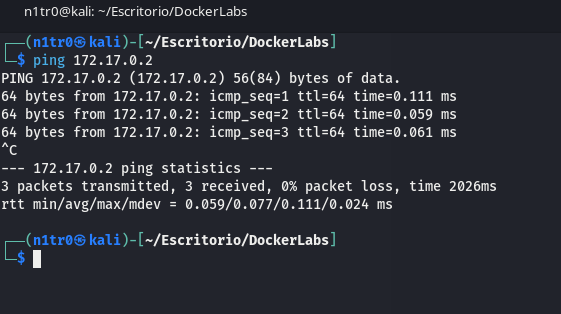 n1tr0@kali: ~/Escritorio/DockerLabs
┌──(n1tr0㉿kali)-[~/Escritorio/DockerLabs]
└─$ ping 172.17.0.2
PING 172.17.0.2 (172.17.0.2) 56(84) bytes of data.
64 bytes from 172.17.0.2: icmp_seq=1 ttl=64 time=0.111 ms
64 bytes from 172.17.0.2: icmp_seq=2 ttl=64 time=0.059 ms
64 bytes from 172.17.0.2: icmp_seq=3 ttl=64 time=0.061 ms
^C
--- 172.17.0.2 ping statistics ---
3 packets transmitted, 3 received, 0% packet loss, time 2026ms
rtt min/avg/max/mdev = 0.059/0.077/0.111/0.024 ms
┌──(n1tr0㉿kali)-[~/Escritorio/DockerLabs]
└─$